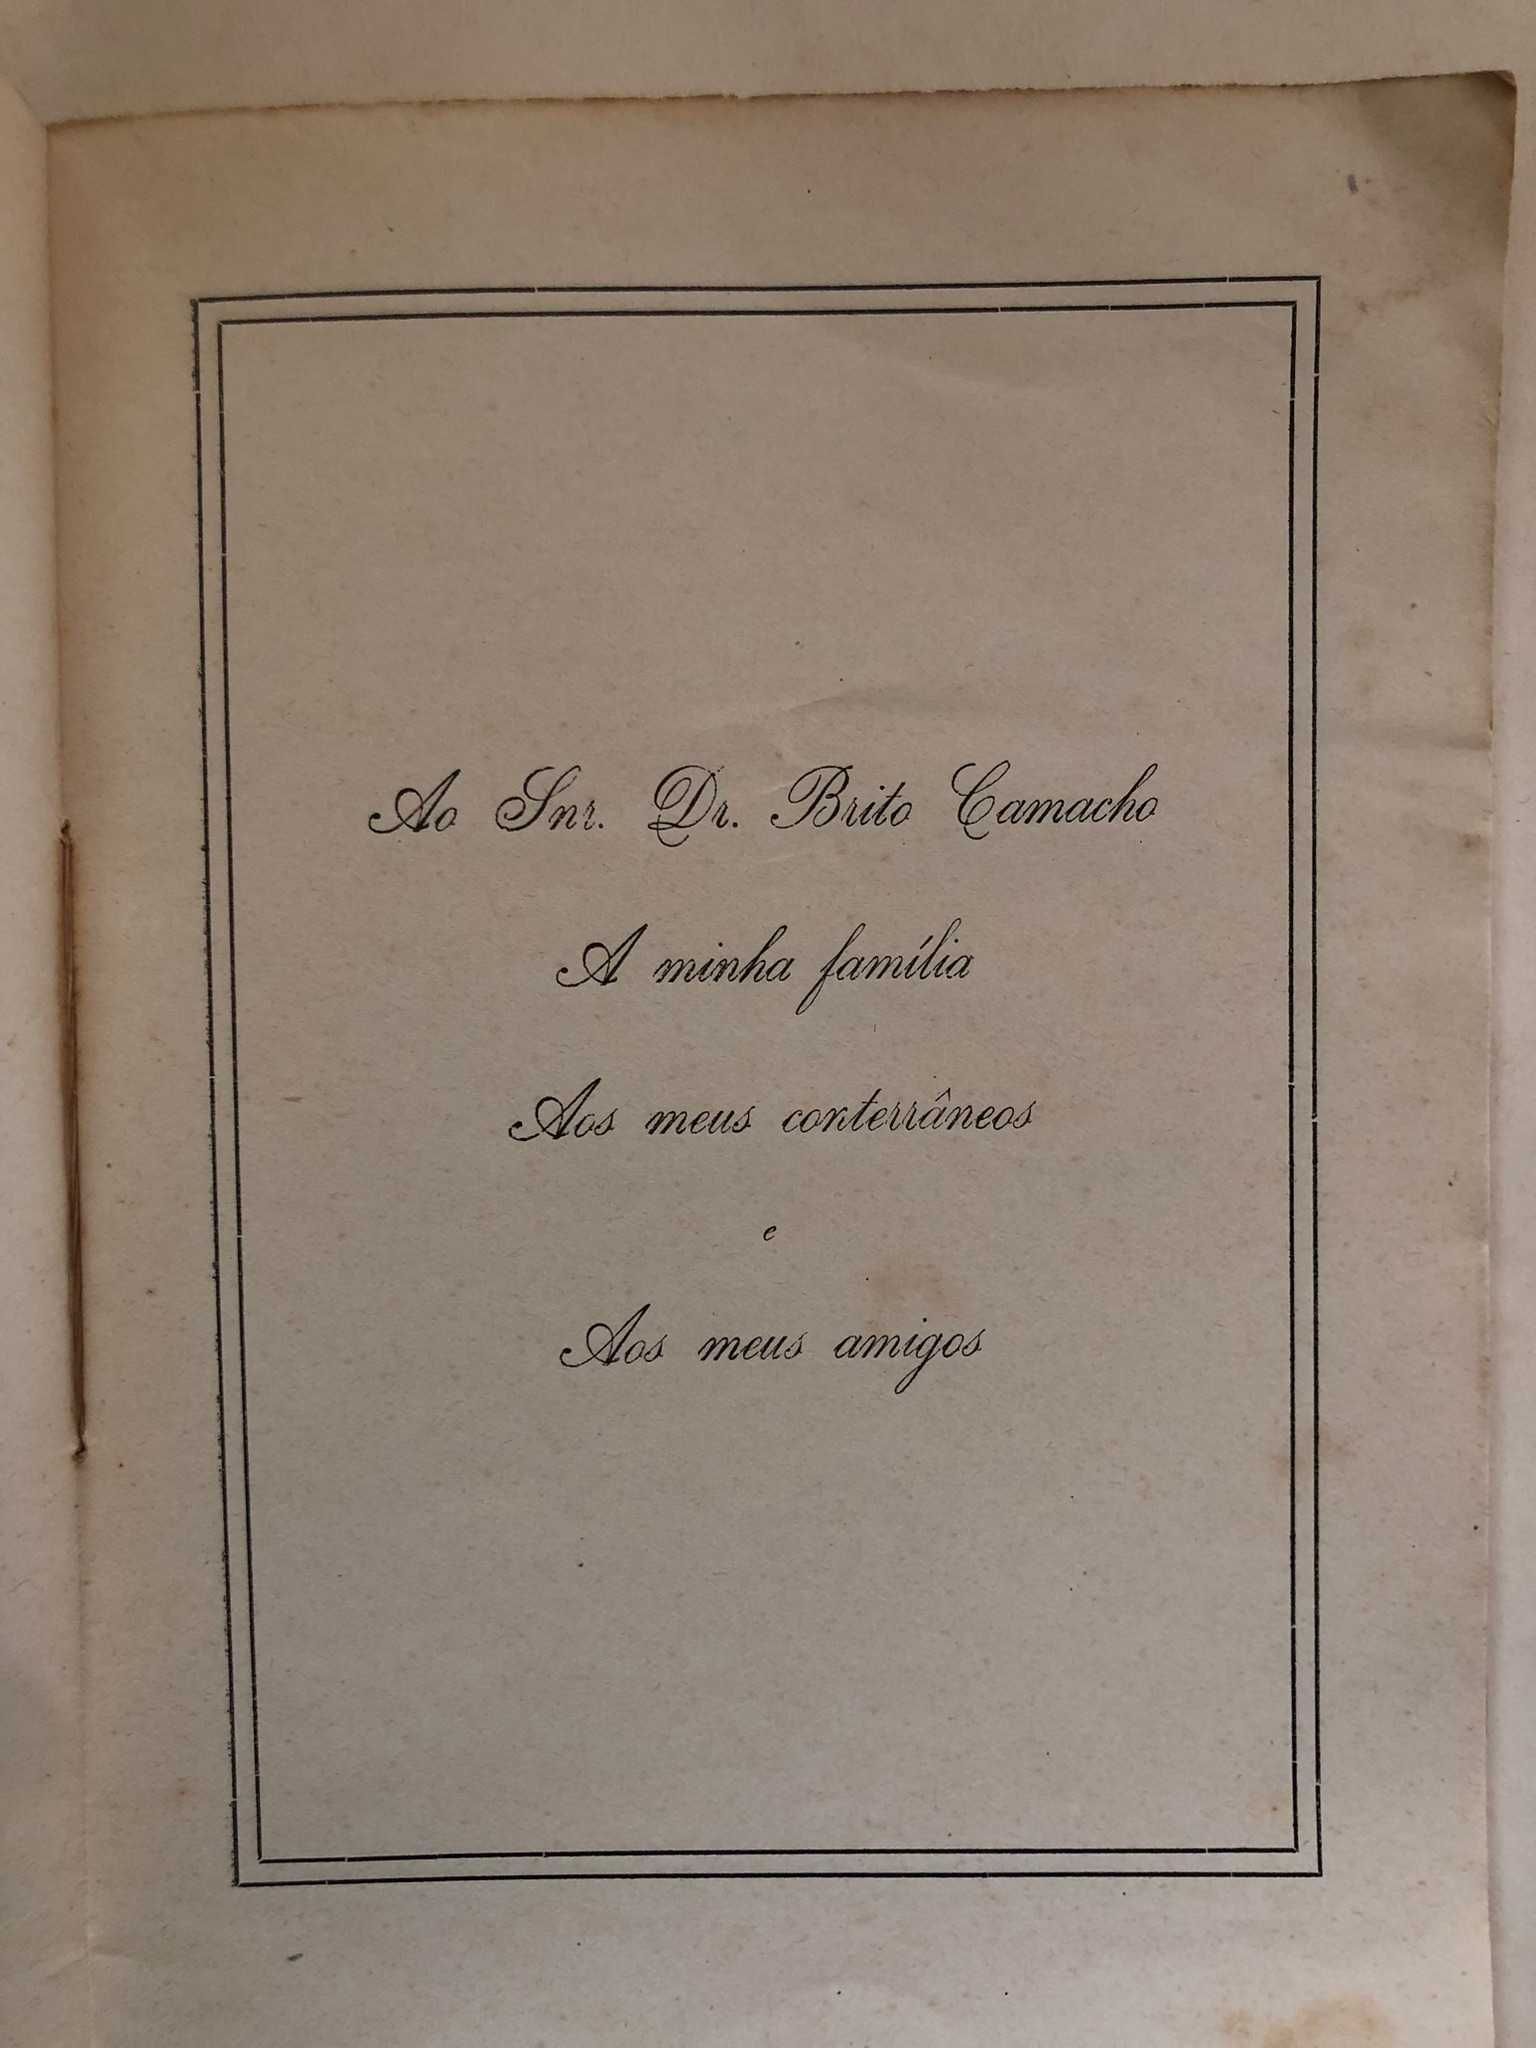 Ao Snr. Dr. Brito Camacho
A minha família
Aos meus conterrâneos
e
Aos meus amigos